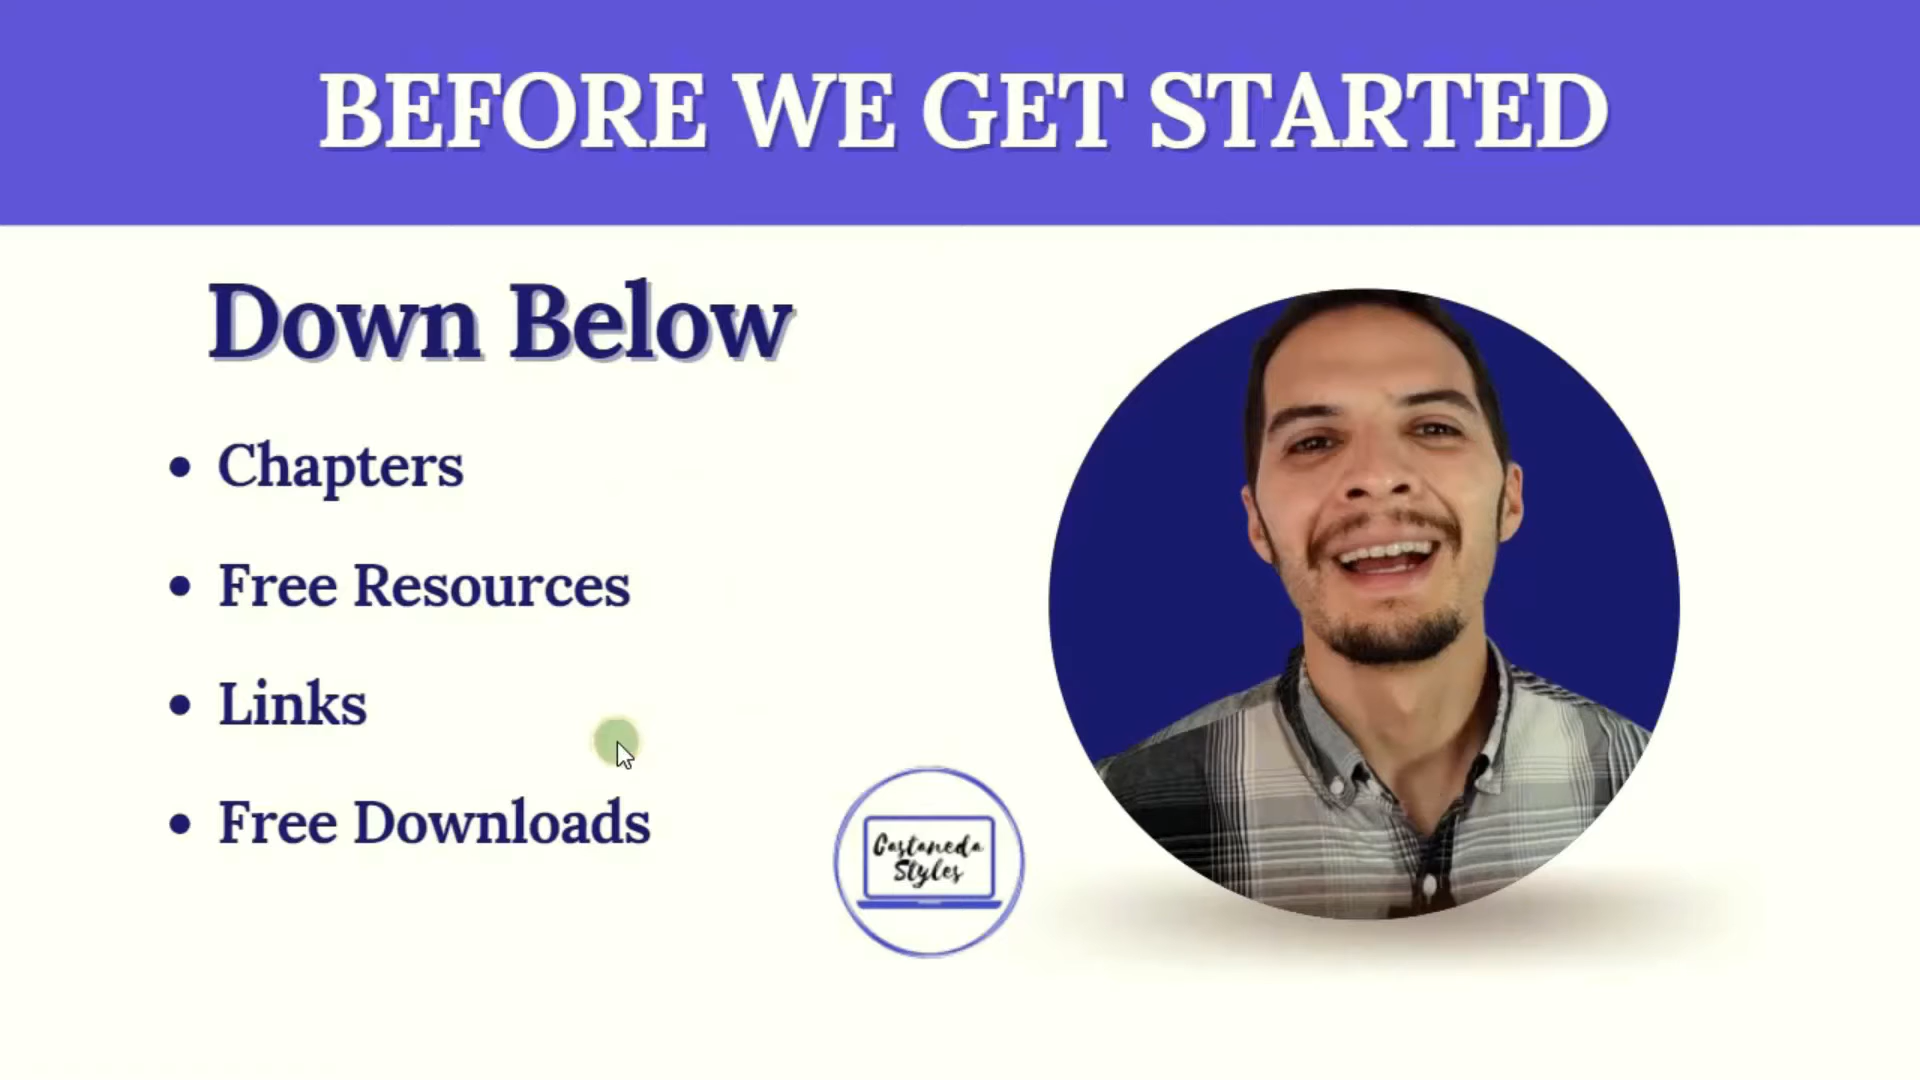 BEFORE WE GET STARTED
Down Below
• Chapters
• Free Resources
• Links
• Free Downloads
Castaneda
Styles